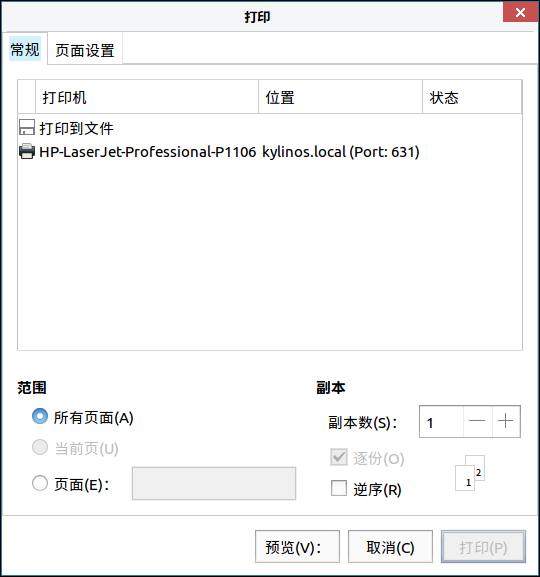 打印
常规 页面设置
打印机 位置 状态
打印到文件
HP-LaserJet-Professional-P1106 kylinos.local (Port: 631)
范围 副本
所有页面(A) 副本数(S): 1
当前页(U) 逐份(O)
页面(E): 逆序(R)
1 2
预览(V): 取消(C) 打印(P)